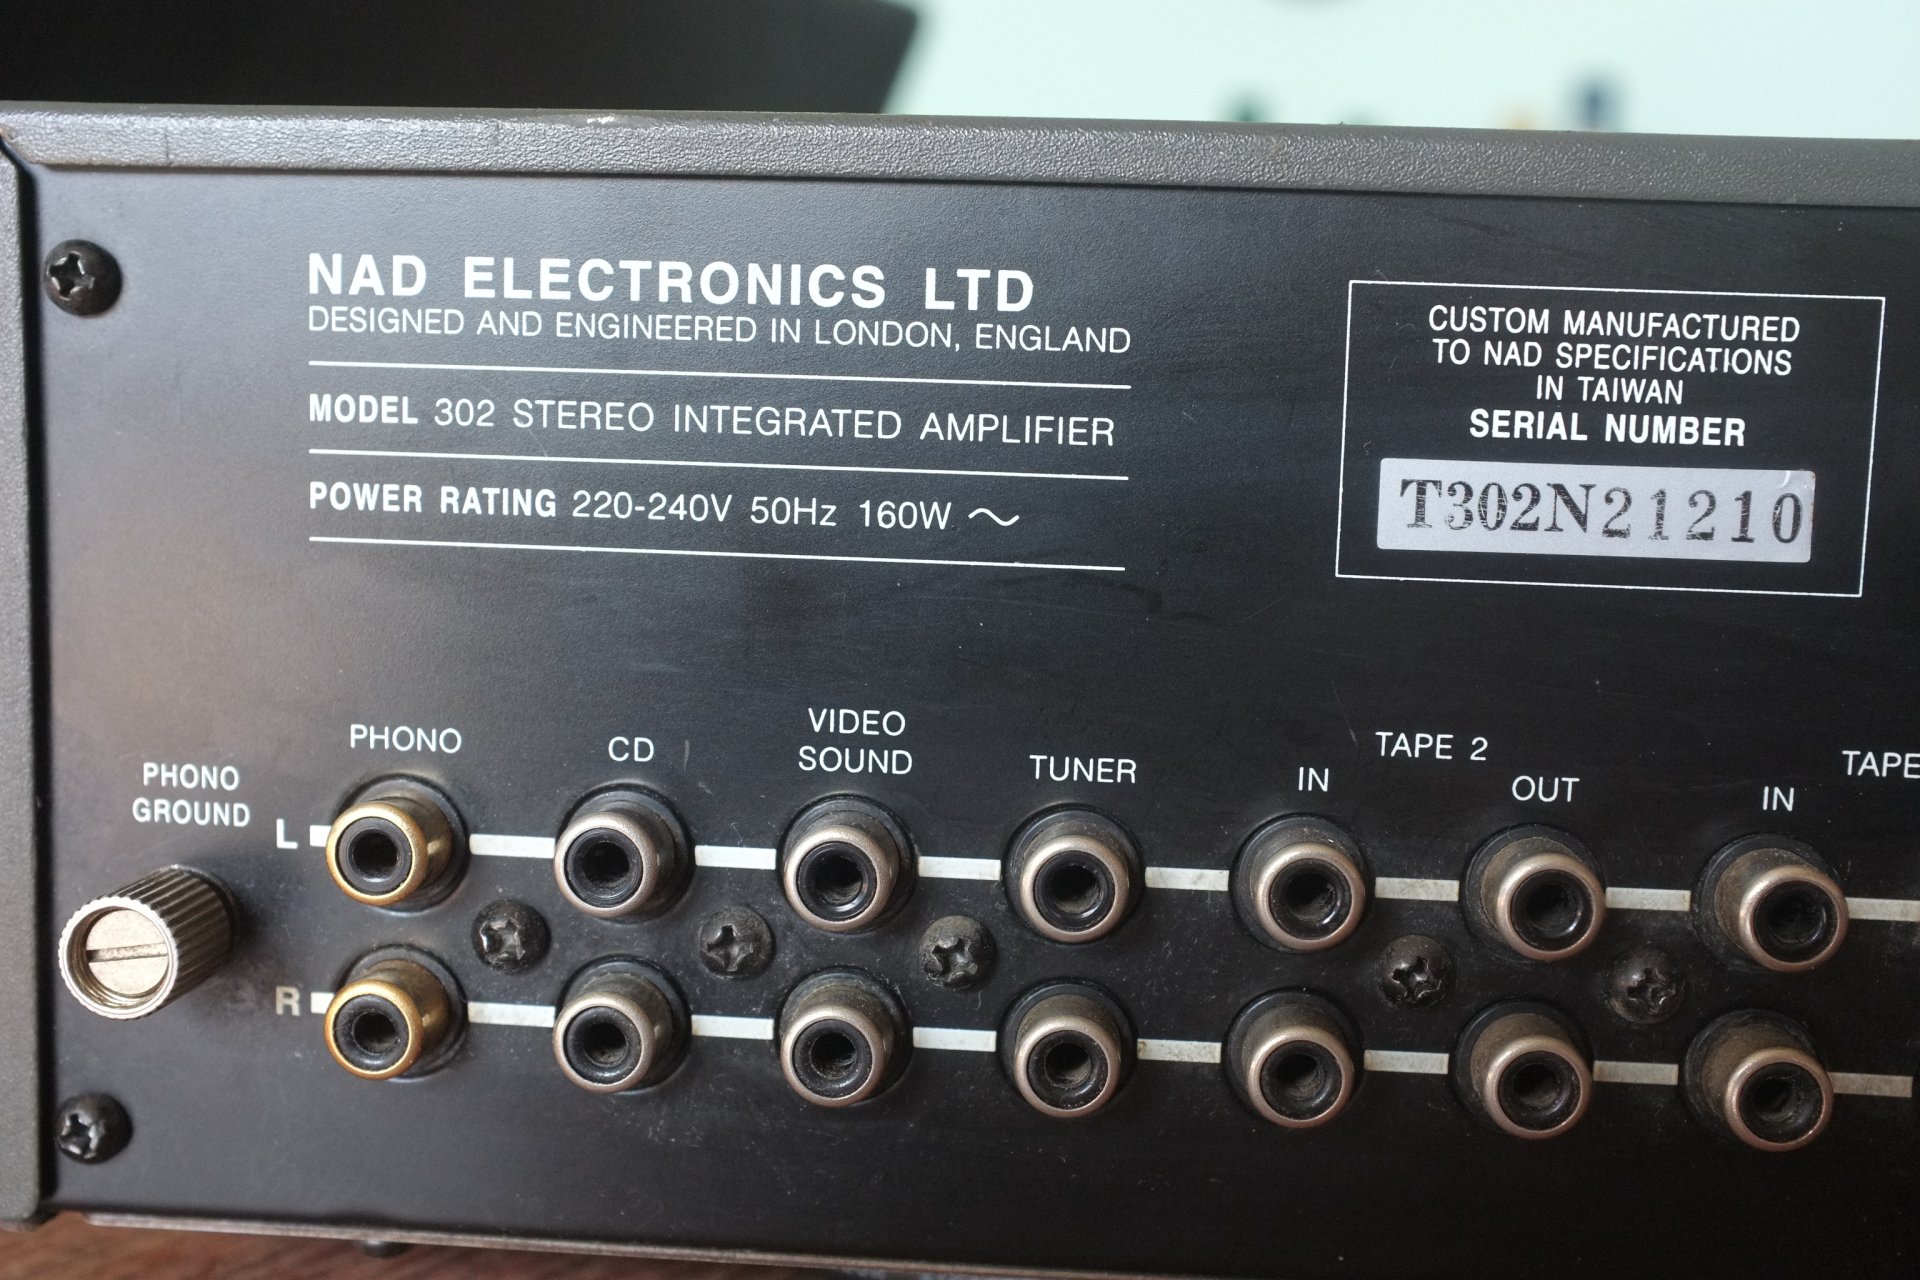 NAD ELECTRONICS LTD
DESIGNED AND ENGINEERED IN LONDON, ENGLAND
MODEL 302 STEREO INTEGRATED AMPLIFIER
POWER RATING 220-240V 50Hz 160W ~
CUSTOM MANUFACTURED
TO NAD SPECIFICATIONS
IN TAIWAN
SERIAL NUMBER
T302N21210
PHONO
GROUND
PHONO
CD
VIDEO
SOUND
TUNER
TAPE 2
IN
OUT
TAPE
IN
L
R